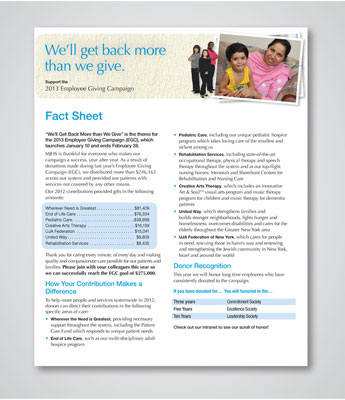 We'll get back more
than we give.
Support the
2013 Employee Giving Campaign
Fact Sheet
"We'll Get Back More than We Give" is the theme for
the 2013 Employee Giving Campaign (EGC), which
launches January 10 and ends February 28.
MJHS is thankful for everyone who makes our
campaign a success, year after year. As a result of
donations made during last year's Employee Giving
Campaign (EGC), we distributed more than $246,163
across our system and provided our patients with
services not covered by any other means.
Our 2012 contributions provided gifts in the following
amounts:
Wherever Need is Greatest
End of Life Care
Pediatric Care
Creative Arts Therapy
UJA Federation
United Way
Rehabilitation Services
Thank you for caring every minute, of every day and making
quality and compassionate care possible for our patients and
families. Please join with your colleagues this year so
we can successfully reach the EGC goal of $275,000.
How Your Contribution Makes a
Difference
To help more people and services systemwide in 2012,
donors can direct their contributions in the following
specific areas of care:
• Wherever the Need is Greatest, providing necessary
support throughout the system, including the Patient
Care Fund which responds to unique patient needs
• End of Life Care, such as our multi-disciplinary adult
hospice program
• Pediatric Care, including our unique pediatric hospice
program which takes loving care of the smallest and
sickest among us
• Rehabilitation Services, including state-of-the-art
occupational therapy, physical therapy and speech
therapy throughout the system and at our top-flight
nursing homes: Menorah and Shorefront Centers for
Rehabilitation and Nursing Care
• Creative Arts Therapy, which includes an innovative
Art & Soul visual arts program and music therapy
program for children and music therapy for dementia
patients
• United Way, which strengthens families and
builds stronger neighborhoods, fights hunger and
homelessness, overcomes disabilities and cares for the
elderly throughout the Greater New York area
• UJA Federation of New York, which cares for people
in need, rescuing those in harm's way and renewing
and strengthening the Jewish community in New York,
Israel and around the world
Donor Recognition
This year we will honor long time employees who have
consistently donated to the campaign.
If you have donated for... You will honored in the...
Three years Commitment Society
Five Years Excellence Society
Ten Years Leadership Society
Check out our intranet to see our scroll of honor!